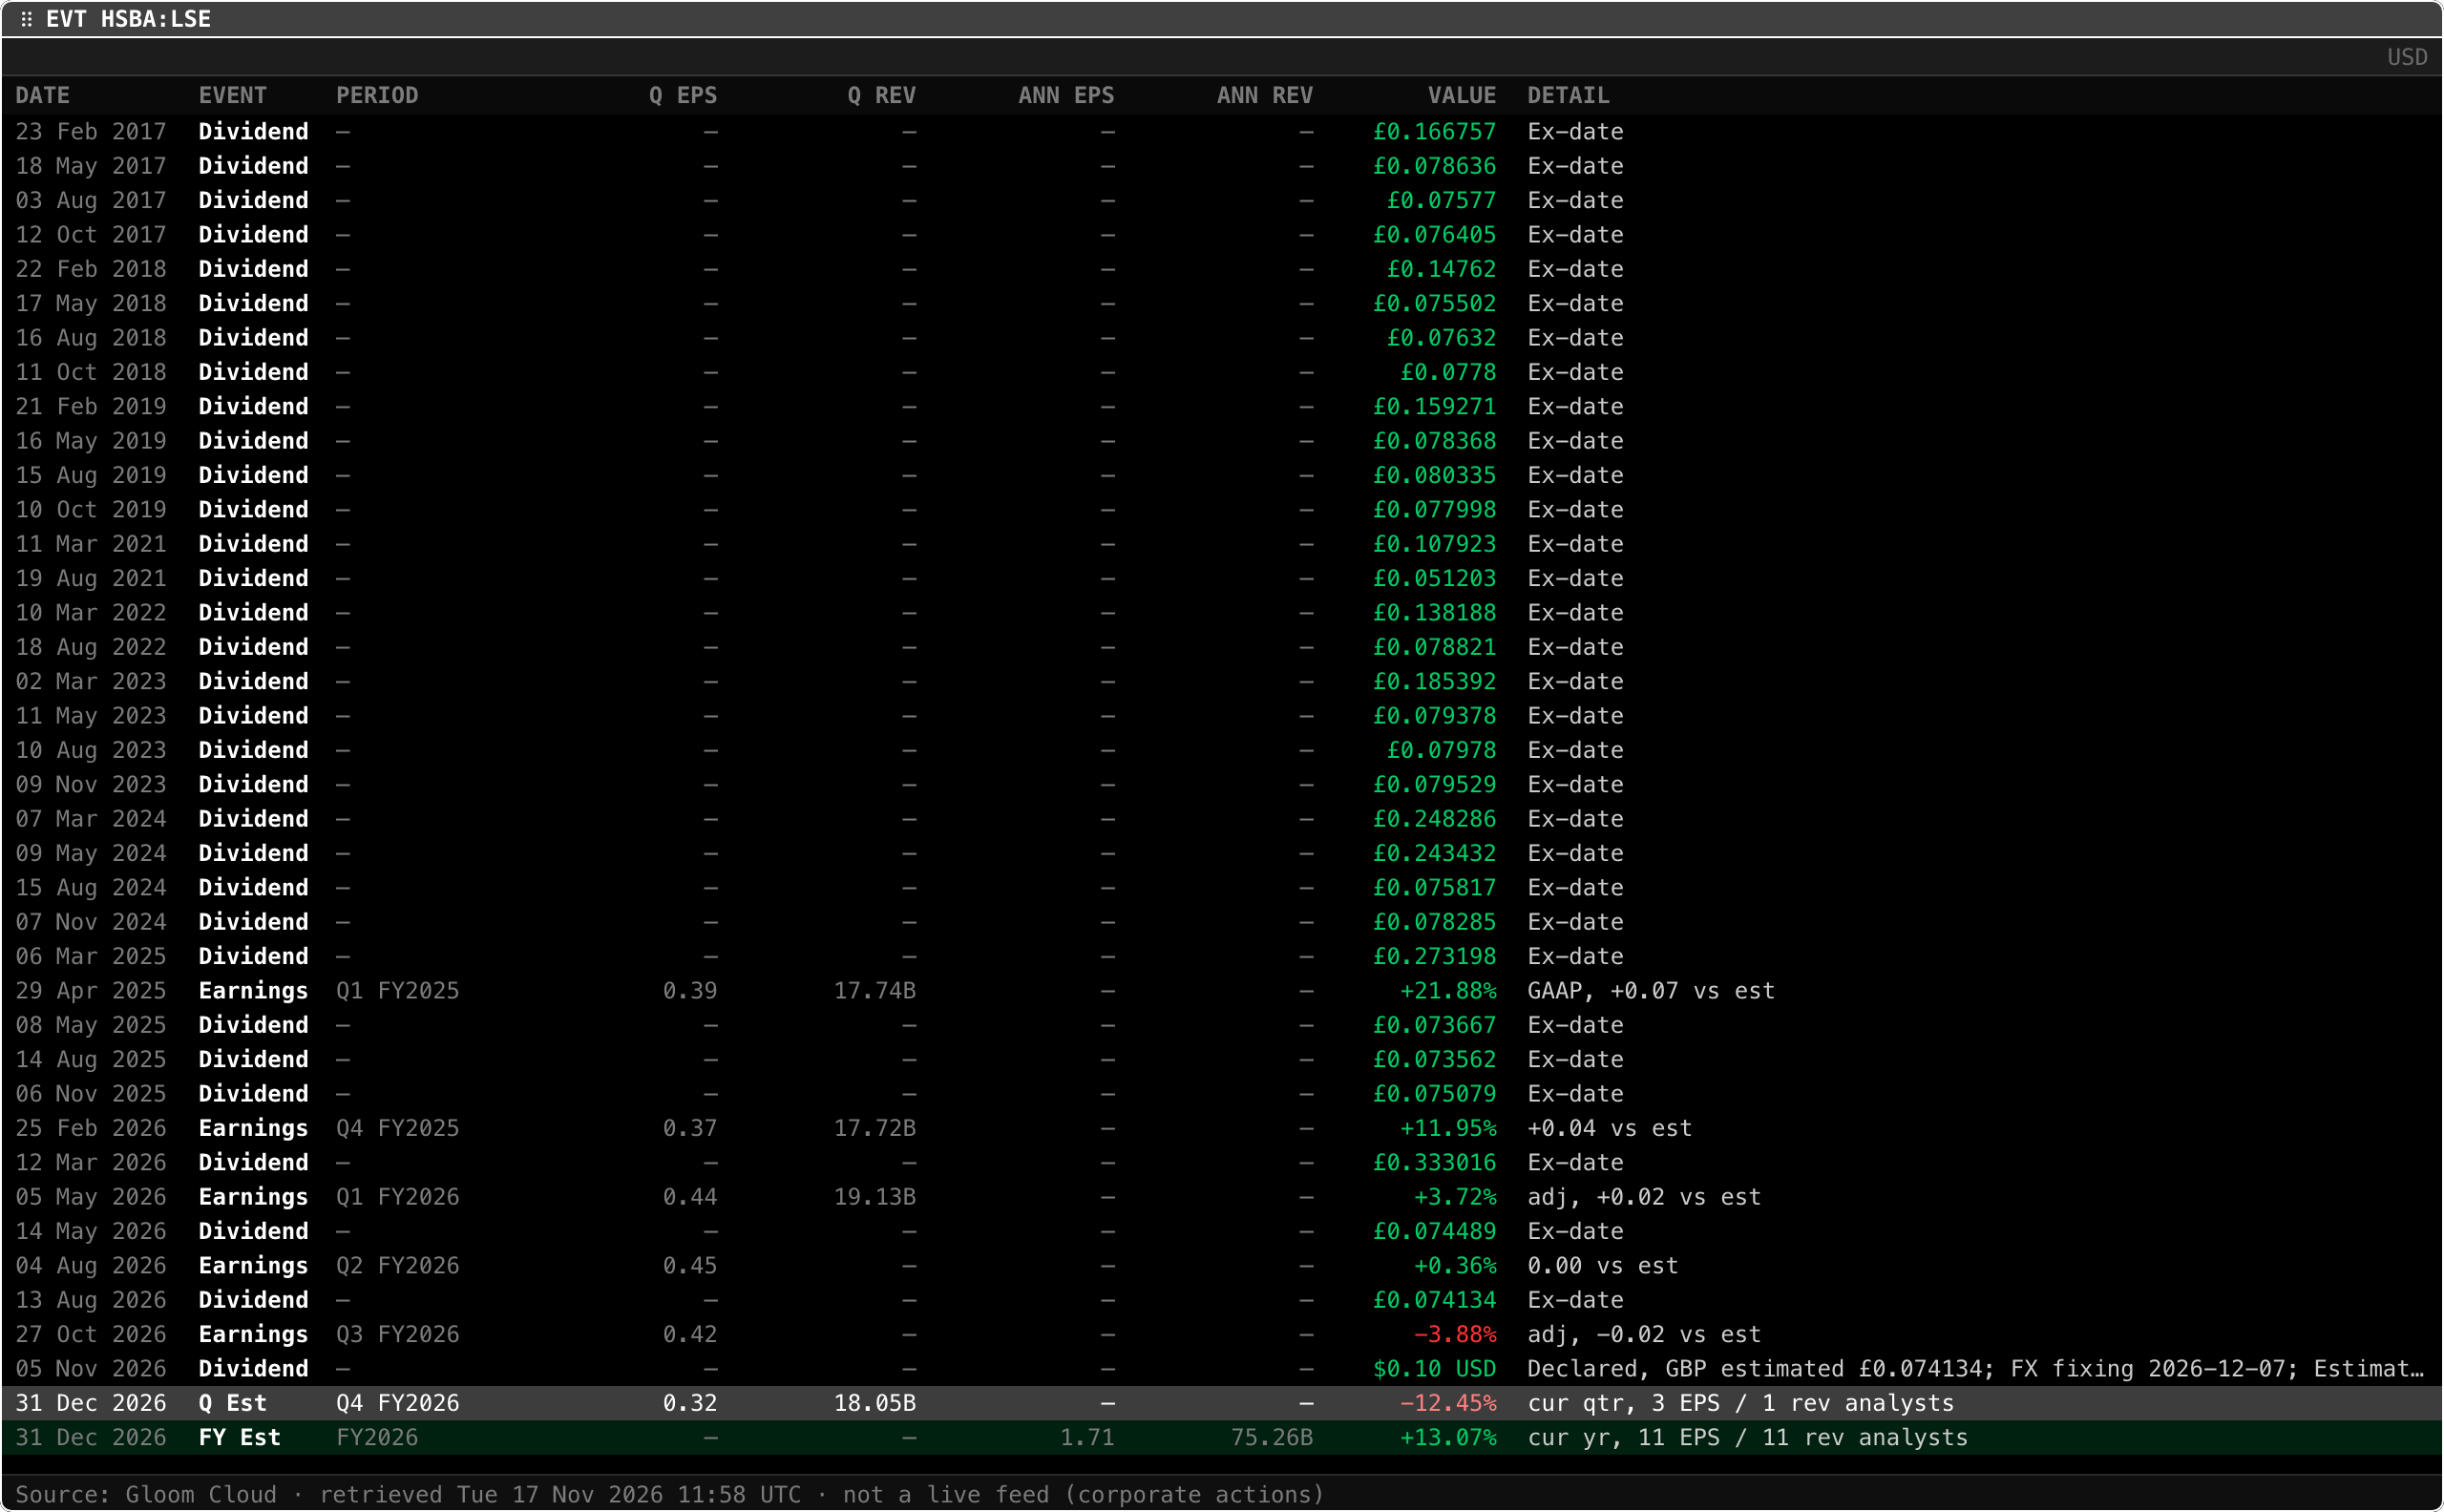 EVT HSBA:LSE
USD
DATE EVENT PERIOD Q EPS Q REV ANN EPS ANN REV VALUE DETAIL
23 Feb 2017 Dividend — — — — — £0.166757 Ex-date
18 May 2017 Dividend — — — — — £0.078636 Ex-date
03 Aug 2017 Dividend — — — — — £0.07577 Ex-date
12 Oct 2017 Dividend — — — — — £0.076405 Ex-date
22 Feb 2018 Dividend — — — — — £0.14762 Ex-date
17 May 2018 Dividend — — — — — £0.075502 Ex-date
16 Aug 2018 Dividend — — — — — £0.07632 Ex-date
11 Oct 2018 Dividend — — — — — £0.0778 Ex-date
21 Feb 2019 Dividend — — — — — £0.159271 Ex-date
16 May 2019 Dividend — — — — — £0.078368 Ex-date
15 Aug 2019 Dividend — — — — — £0.080335 Ex-date
10 Oct 2019 Dividend — — — — — £0.077998 Ex-date
11 Mar 2021 Dividend — — — — — £0.107923 Ex-date
19 Aug 2021 Dividend — — — — — £0.051203 Ex-date
10 Mar 2022 Dividend — — — — — £0.138188 Ex-date
18 Aug 2022 Dividend — — — — — £0.078821 Ex-date
02 Mar 2023 Dividend — — — — — £0.185392 Ex-date
11 May 2023 Dividend — — — — — £0.079378 Ex-date
10 Aug 2023 Dividend — — — — — £0.07978 Ex-date
09 Nov 2023 Dividend — — — — — £0.079529 Ex-date
07 Mar 2024 Dividend — — — — — £0.248286 Ex-date
09 May 2024 Dividend — — — — — £0.243432 Ex-date
15 Aug 2024 Dividend — — — — — £0.075817 Ex-date
07 Nov 2024 Dividend — — — — — £0.078285 Ex-date
06 Mar 2025 Dividend — — — — — £0.273198 Ex-date
29 Apr 2025 Earnings Q1 FY2025 0.39 17.74B — — +21.88% GAAP, +0.07 vs est
08 May 2025 Dividend — — — — — £0.073667 Ex-date
14 Aug 2025 Dividend — — — — — £0.073562 Ex-date
06 Nov 2025 Dividend — — — — — £0.075079 Ex-date
25 Feb 2026 Earnings Q4 FY2025 0.37 17.72B — — +11.95% +0.04 vs est
12 Mar 2026 Dividend — — — — — £0.333016 Ex-date
05 May 2026 Earnings Q1 FY2026 0.44 19.13B — — +3.72% adj, +0.02 vs est
14 May 2026 Dividend — — — — — £0.074489 Ex-date
04 Aug 2026 Earnings Q2 FY2026 0.45 — — — +0.36% 0.00 vs est
13 Aug 2026 Dividend — — — — — £0.074134 Ex-date
27 Oct 2026 Earnings Q3 FY2026 0.42 — — — -3.88% adj, -0.02 vs est
05 Nov 2026 Dividend — — — — — $0.10 USD Declared, GBP estimated £0.074134; FX fixing 2026-12-07; Estimat…
31 Dec 2026 Q Est Q4 FY2026 0.32 18.05B — — -12.45% cur qtr, 3 EPS / 1 rev analysts
31 Dec 2026 FY Est FY2026 — — 1.71 75.26B +13.07% cur yr, 11 EPS / 11 rev analysts
Source: Gloom Cloud · retrieved Tue 17 Nov 2026 11:58 UTC · not a live feed (corporate actions)